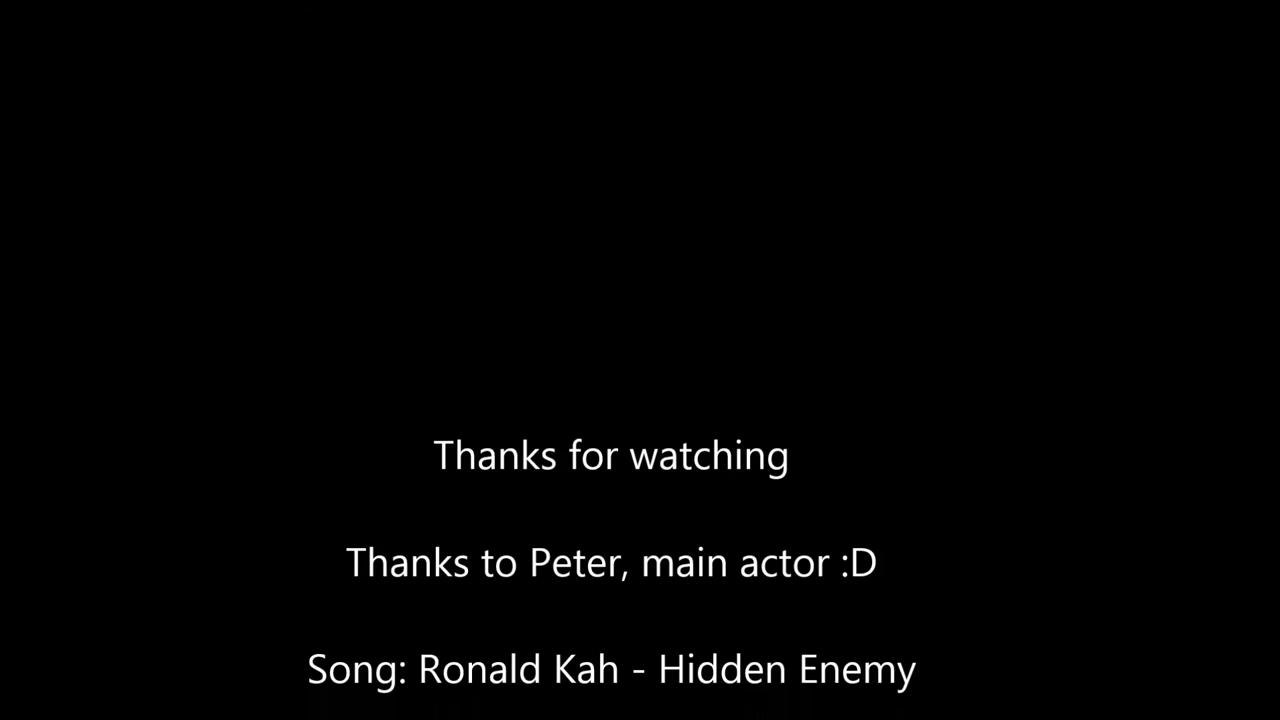 Thanks for watching
Thanks to Peter, main actor :D
Song: Ronald Kah - Hidden Enemy